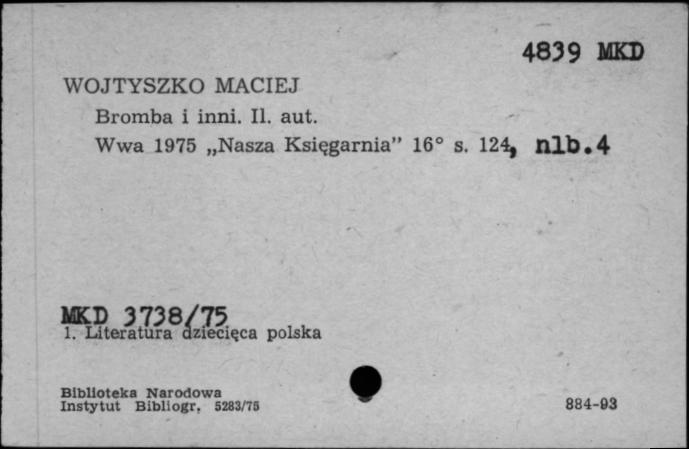 4839 MKD
WOJTYSZKO MACIEJ
Bromba i inni. Il. aut.
Wwa 1975 „Nasza Księgarnia” 16° s. 124, nlb.4
MKD 3738/75
1. Literatura dziecięca polska
Biblioteka Narodowa
Instytut Bibliogr. 5283/75
884-93